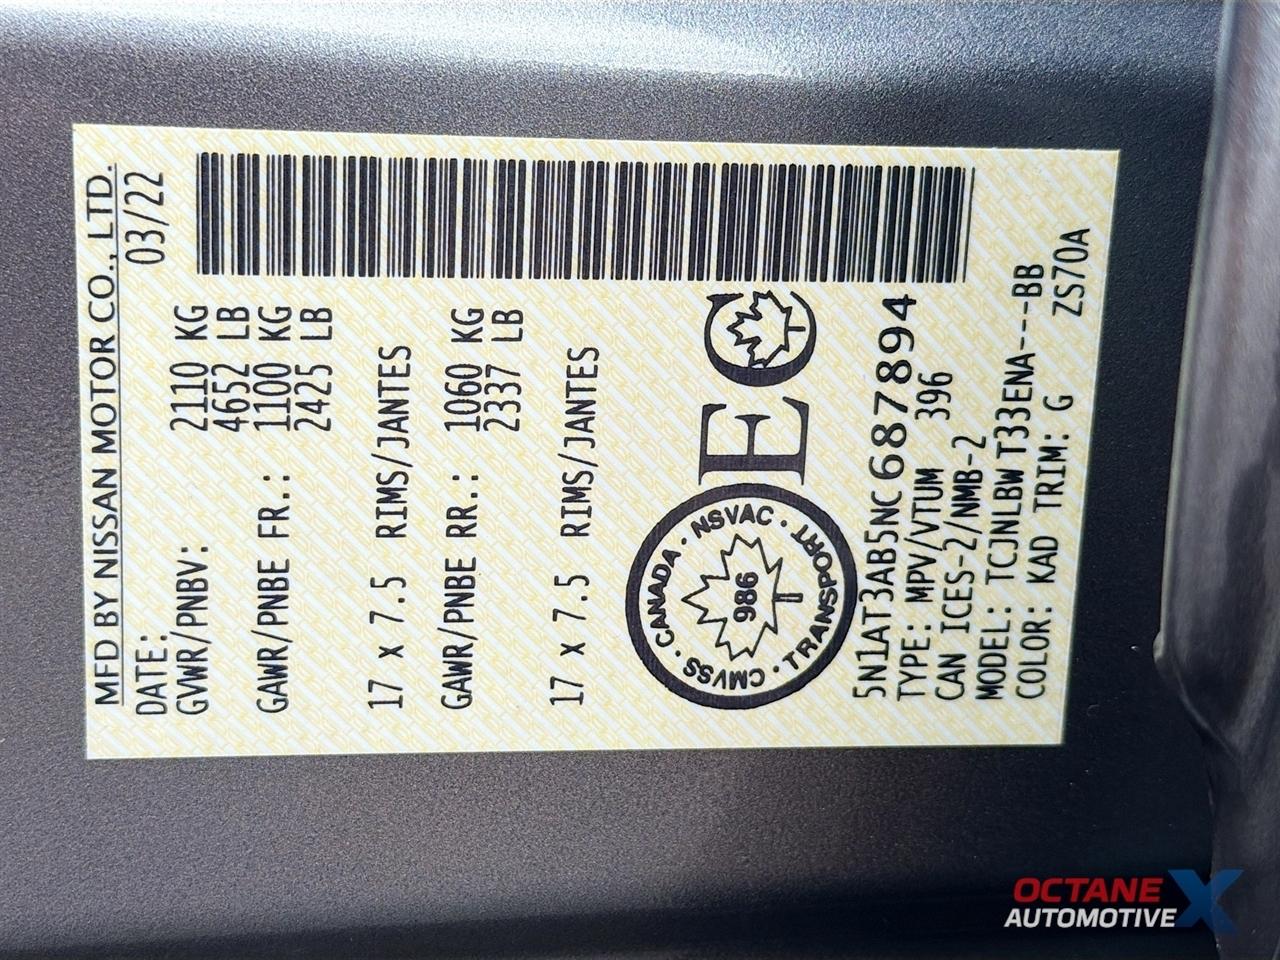 MFD BY NISSAN MOTOR CO., LTD.
DATE: 03/22
GVWR/PNBV: 2110 KG
4652 LB
GAWR/PNBE FR.: 1100 KG
2425 LB
17 x 7.5 RIMS/JANTES
GAWR/PNBE RR.: 1060 KG
2337 LB
17 x 7.5 RIMS/JANTES
CANADA · NSVAC · TRANSPORT · CMVSS ·
986
EC
5N1AT3AB5NC687894
TYPE: MPV/VTUM 396
CAN ICES-2/NMB-2
MODEL: TCJNLBW T33ENA---BB
COLOR: KAD TRIM: G ZS70A
OCTANE X
AUTOMOTIVE